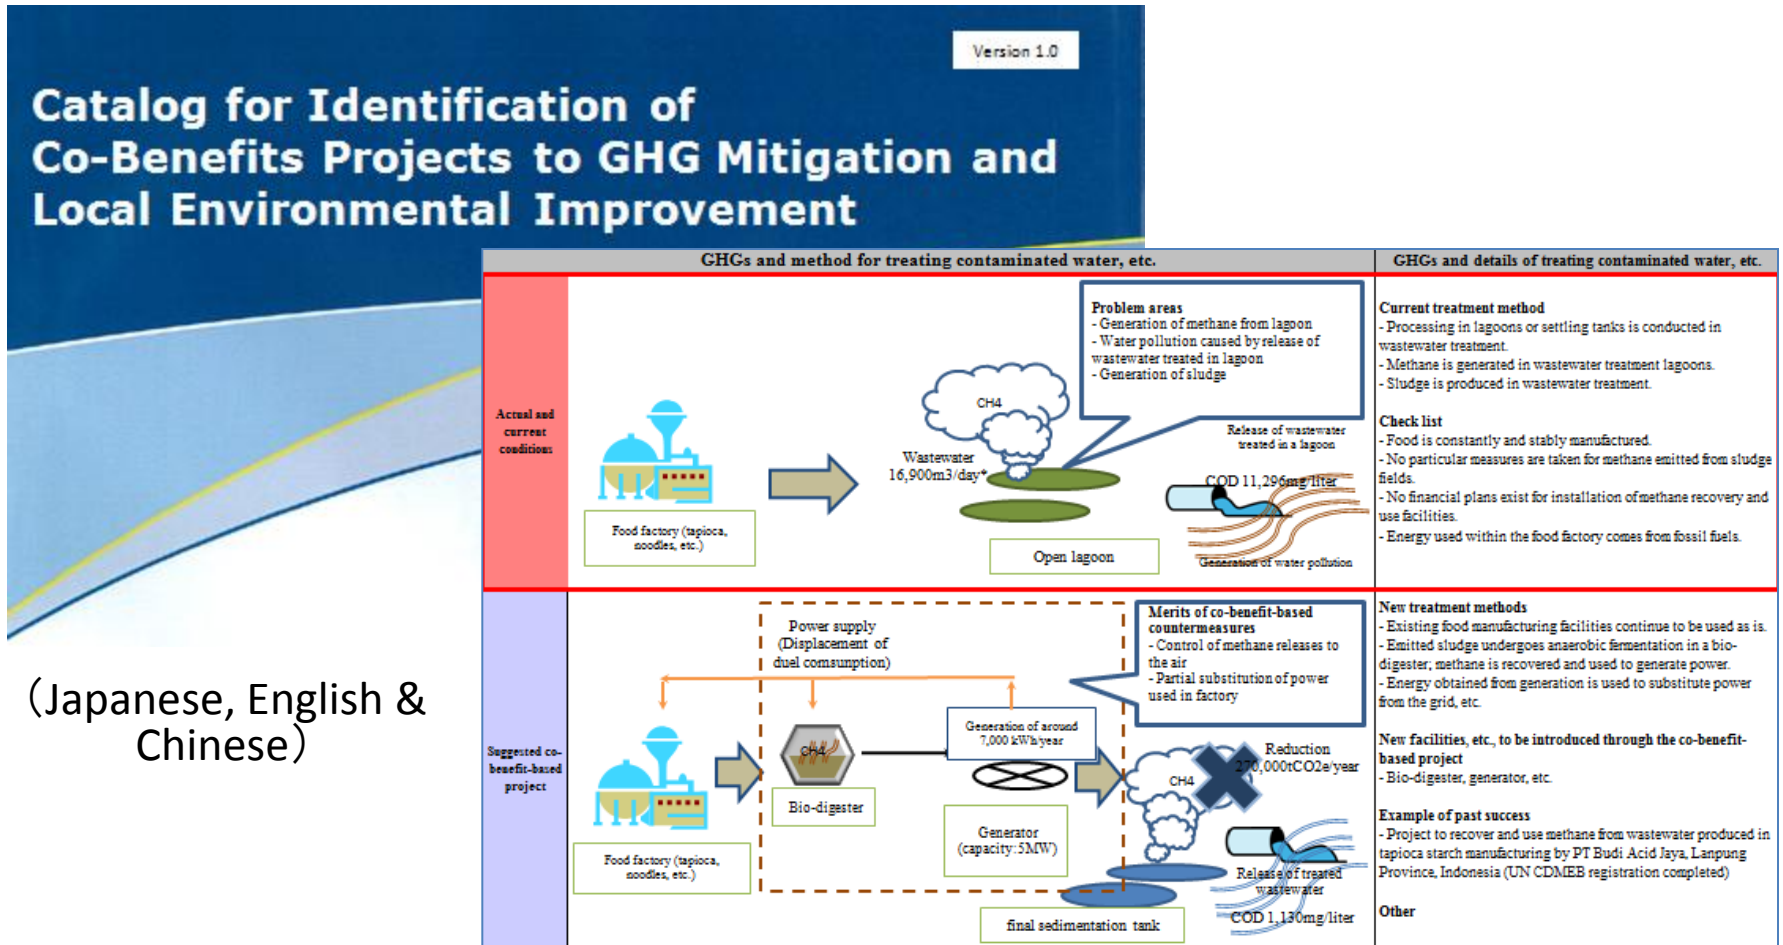 Version 1.0
Catalog for Identification of
Co-Benefits Projects to GHG Mitigation and
Local Environmental Improvement
（Japanese, English &
Chinese）
GHGs and method for treating contaminated water, etc.
GHGs and details of treating contaminated water, etc.
Actual and
current
conditions
Food factory (tapioca,
noodles, etc.)
Wastewater
16,900m3/day*
CH4
Open lagoon
Problem areas
- Generation of methane from lagoon
- Water pollution caused by release of
wastewater treated in lagoon
- Generation of sludge
Release of wastewater
treated in a lagoon
COD 11,296mg/liter
Generation of water pollution
Current treatment method
- Processing in lagoons or settling tanks is conducted in
wastewater treatment.
- Methane is generated in wastewater treatment lagoons.
- Sludge is produced in wastewater treatment.
Check list
- Food is constantly and stably manufactured.
- No particular measures are taken for methane emitted from sludge
fields.
- No financial plans exist for installation of methane recovery and
use facilities.
- Energy used within the food factory comes from fossil fuels.
Suggested co-
benefit-based
project
Power supply
(Displacement of
duel comsunption)
Food factory (tapioca,
noodles, etc.)
CH4
Bio-digester
Generation of around
7,000 kWh/year
Generator
(capacity:5MW)
Merits of co-benefit-based
countermeasures
- Control of methane releases to
the air
- Partial substitution of power
used in factory
CH4
Reduction
270,000tCO2e/year
Release of treated
wastewater
COD 1,130mg/liter
final sedimentation tank
New treatment methods
- Existing food manufacturing facilities continue to be used as is.
- Emitted sludge undergoes anaerobic fermentation in a bio-
digester; methane is recovered and used to generate power.
- Energy obtained from generation is used to substitute power
from the grid, etc.
New facilities, etc., to be introduced through the co-benefit-
based project
- Bio-digester, generator, etc.
Example of past success
- Project to recover and use methane from wastewater produced in
tapioca starch manufacturing by PT Budi Acid Jaya, Lanpung
Province, Indonesia (UN CDMEB registration completed)
Other